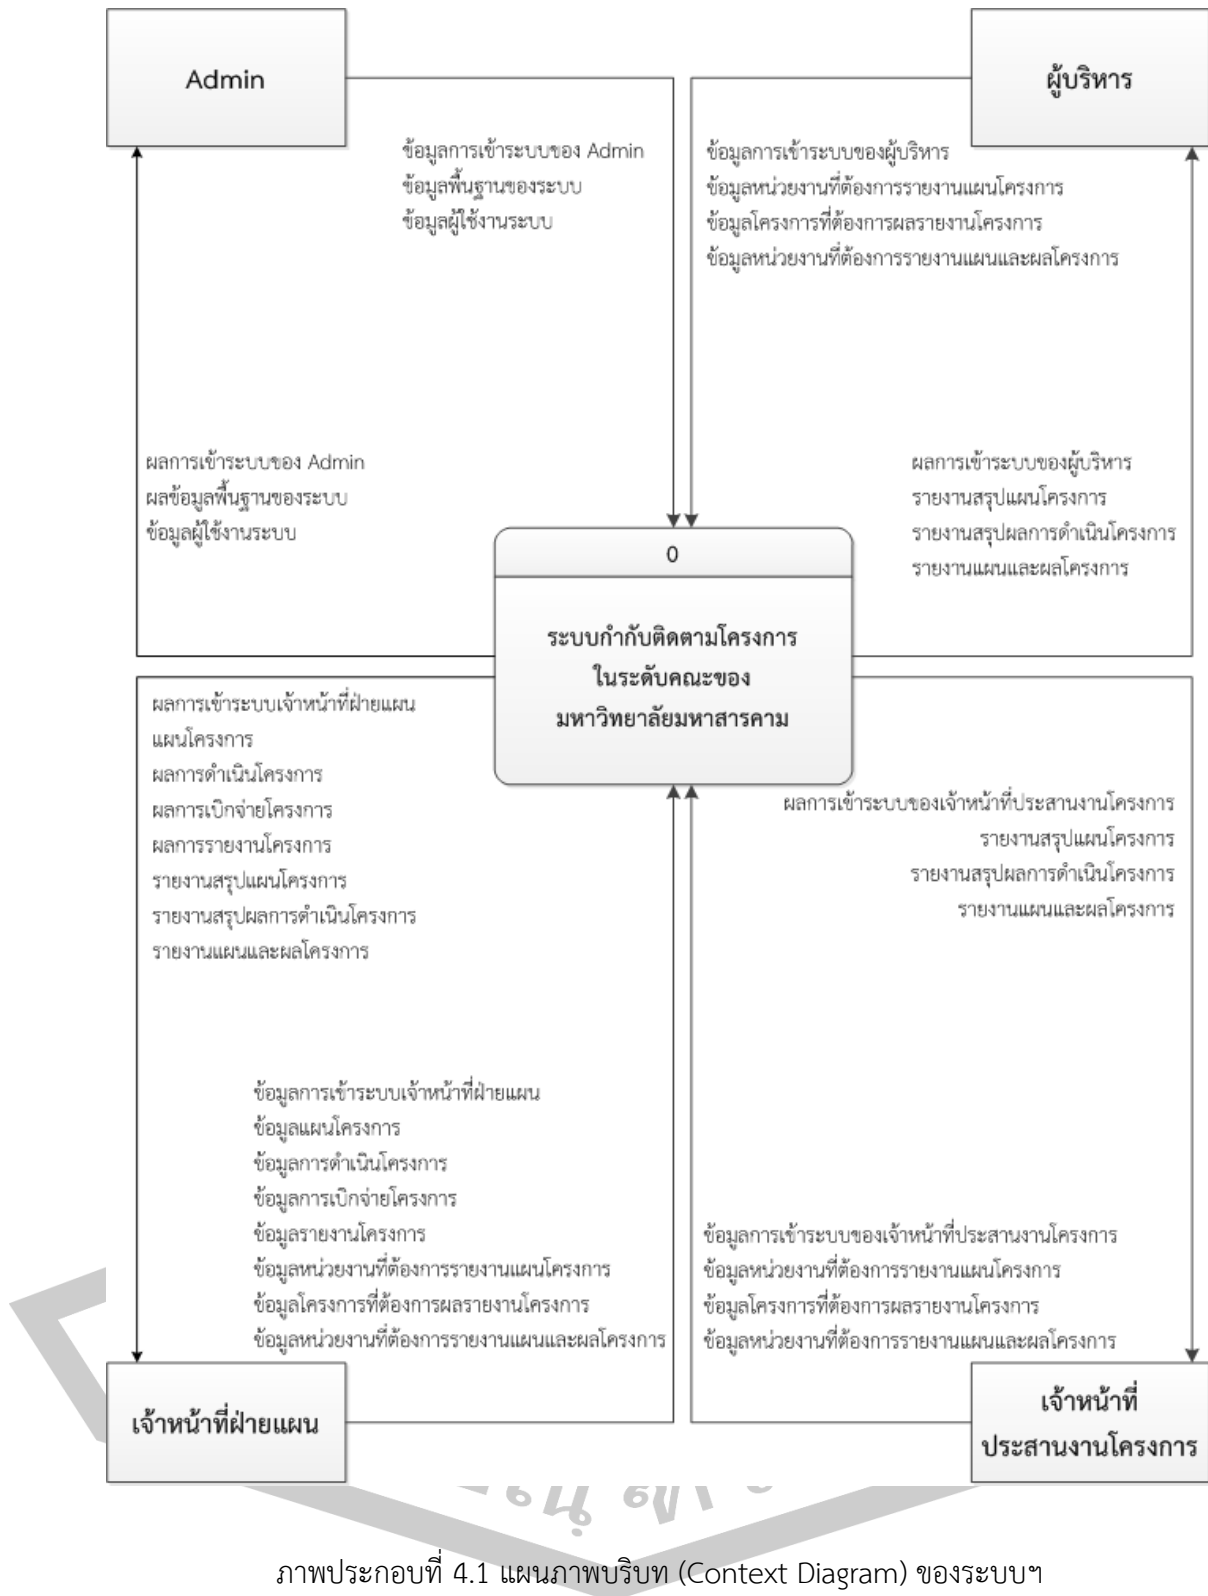 Admin
ผู้บริหาร
ข้อมูลการเข้าระบบของ Admin
ข้อมูลพื้นฐานของระบบ
ข้อมูลผู้ใช้งานระบบ
ข้อมูลการเข้าระบบของผู้บริหาร
ข้อมูลหน่วยงานที่ต้องการรายงานแผนโครงการ
ข้อมูลโครงการที่ต้องการผลรายงานโครงการ
ข้อมูลหน่วยงานที่ต้องการรายงานแผนและผลโครงการ
ผลการเข้าระบบของ Admin
ผลข้อมูลพื้นฐานของระบบ
ข้อมูลผู้ใช้งานระบบ
ผลการเข้าระบบของผู้บริหาร
รายงานสรุปแผนโครงการ
รายงานสรุปผลการดำเนินโครงการ
รายงานแผนและผลโครงการ
0
ระบบกำกับติดตามโครงการ
ในระดับคณะของ
มหาวิทยาลัยมหาสารคาม
ผลการเข้าระบบเจ้าหน้าที่ฝ่ายแผน
แผนโครงการ
ผลการดำเนินโครงการ
ผลการเบิกจ่ายโครงการ
ผลการรายงานโครงการ
รายงานสรุปแผนโครงการ
รายงานสรุปผลการดำเนินโครงการ
รายงานแผนและผลโครงการ
ผลการเข้าระบบของเจ้าหน้าที่ประสานงานโครงการ
รายงานสรุปแผนโครงการ
รายงานสรุปผลการดำเนินโครงการ
รายงานแผนและผลโครงการ
ข้อมูลการเข้าระบบเจ้าหน้าที่ฝ่ายแผน
ข้อมูลแผนโครงการ
ข้อมูลการดำเนินโครงการ
ข้อมูลการเบิกจ่ายโครงการ
ข้อมูลรายงานโครงการ
ข้อมูลหน่วยงานที่ต้องการรายงานแผนโครงการ
ข้อมูลโครงการที่ต้องการผลรายงานโครงการ
ข้อมูลหน่วยงานที่ต้องการรายงานแผนและผลโครงการ
ข้อมูลการเข้าระบบของเจ้าหน้าที่ประสานงานโครงการ
ข้อมูลหน่วยงานที่ต้องการรายงานแผนโครงการ
ข้อมูลโครงการที่ต้องการผลรายงานโครงการ
ข้อมูลหน่วยงานที่ต้องการรายงานแผนและผลโครงการ
เจ้าหน้าที่ฝ่ายแผน
เจ้าหน้าที่
ประสานงานโครงการ
ภาพประกอบที่ 4.1 แผนภาพบริบท (Context Diagram) ของระบบฯ